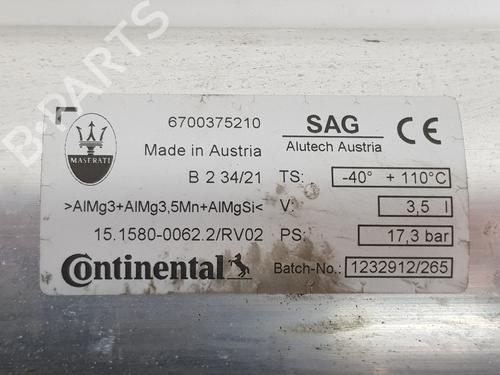 B-PARTS
MASERATI
6700375210
Made in Austria
B 2 34/21
>AlMg3+AlMg3,5Mn+AlMgSi<
15.1580-0062.2/RV02
Continental
SAG
Alutech Austria
CE
TS: -40° + 110°C
V: 3,5 l
PS: 17,3 bar
Batch-No.: 1232912/265